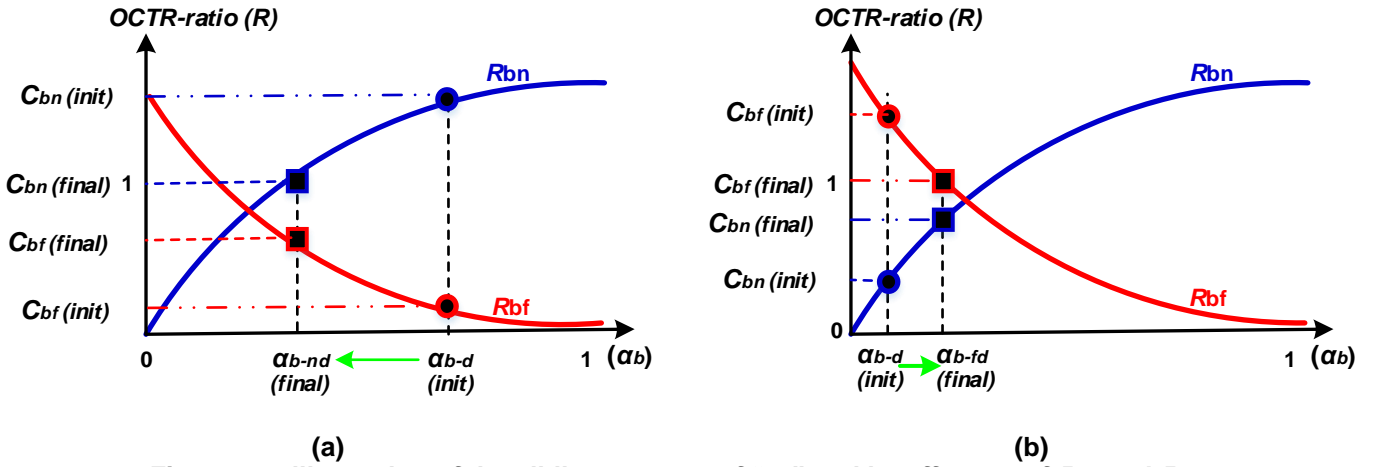 OCTR-ratio (R)
Cbn (init)
Cbn (final) 1
Cbf (final)
Cbf (init)
Rbn
Rbf
0
αb-nd
(final)
αb-d
(init)
1 (αb)
(a)
OCTR-ratio (R)
Cbf (init)
Cbf (final) 1
Cbn (final)
Cbn (init)
0
Rbn
Rbf
αb-d
(init)
αb-fd
(final)
1 (αb)
(b)